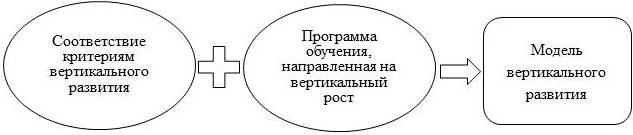 Соответствие
критериям
вертикального
развития
Программа
обучения,
направленная на
вертикальный
рост
Модель
вертикального
развития